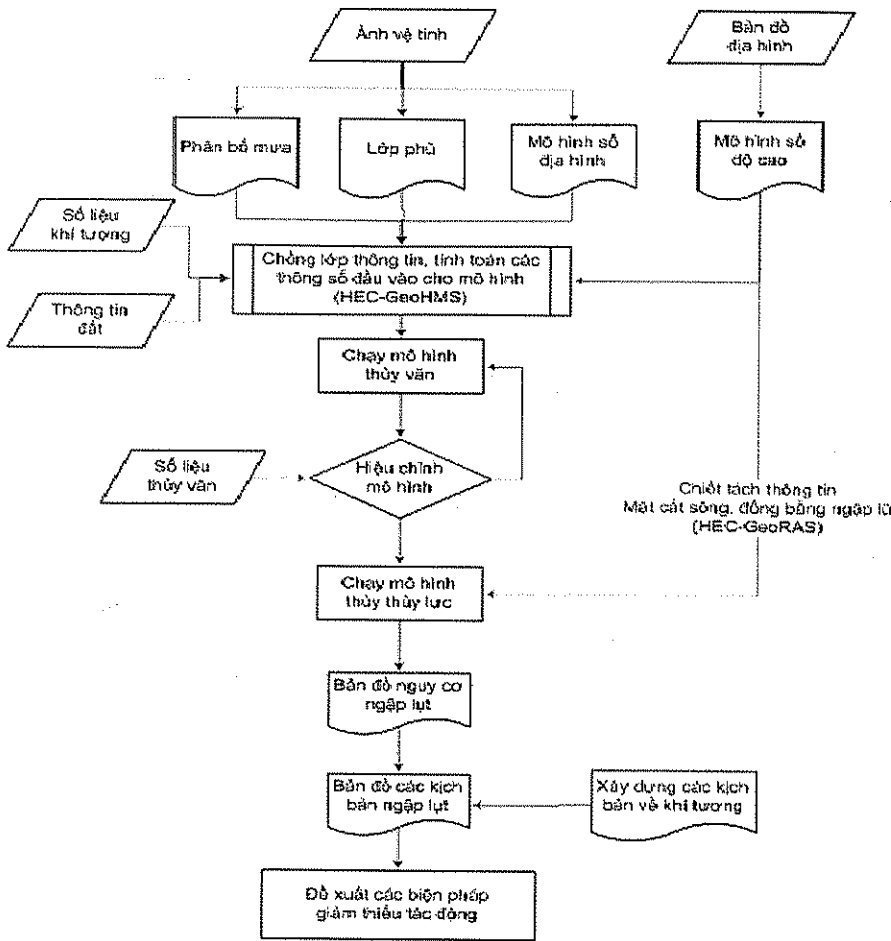 Ảnh vệ tinh
Bản đồ
địa hình
Phân bố mưa
Lớp phủ
Mô hình số
địa hình
Mô hình số
độ cao
Số liệu
khí tượng
Chồng lớp thông tin, tính toán các
thông số đầu vào cho mô hình
(HEC-GeoHMS)
Thông tin
đất
Chạy mô hình
thủy văn
Số liệu
thủy văn
Hiệu chỉnh
mô hình
Chiết tách thông tin
Mặt cắt sông, đồng bằng ngập lũ
(HEC-GeoRAS)
Chạy mô hình
thủy thủy lực
Bản đồ nguy cơ
ngập lụt
Bản đồ các kịch
bản ngập lụt
Xây dựng các kịch
bản về khí tương
Đề xuất các biện pháp
giảm thiểu tác động